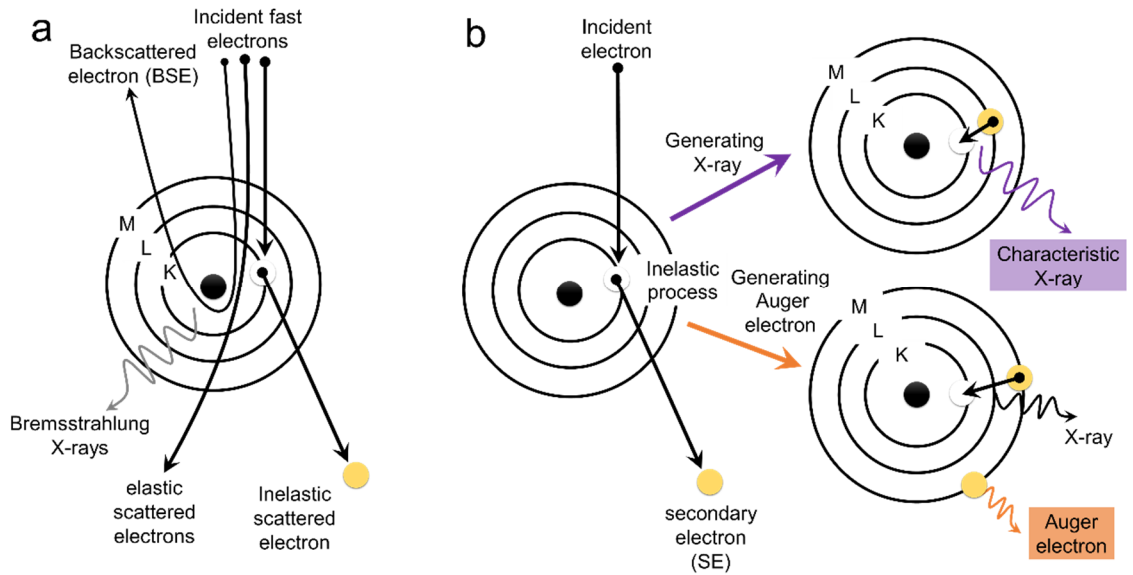 a
Incident fast
electrons
Backscattered
electron (BSE)
M
L
K
Bremsstrahlung
X-rays
elastic
scattered
electrons
Inelastic
scattered
electron
b
Incident
electron
Inelastic
process
secondary
electron
(SE)
Generating
X-ray
M
L
K
Characteristic
X-ray
Generating
Auger
electron
M
L
K
X-ray
Auger
electron